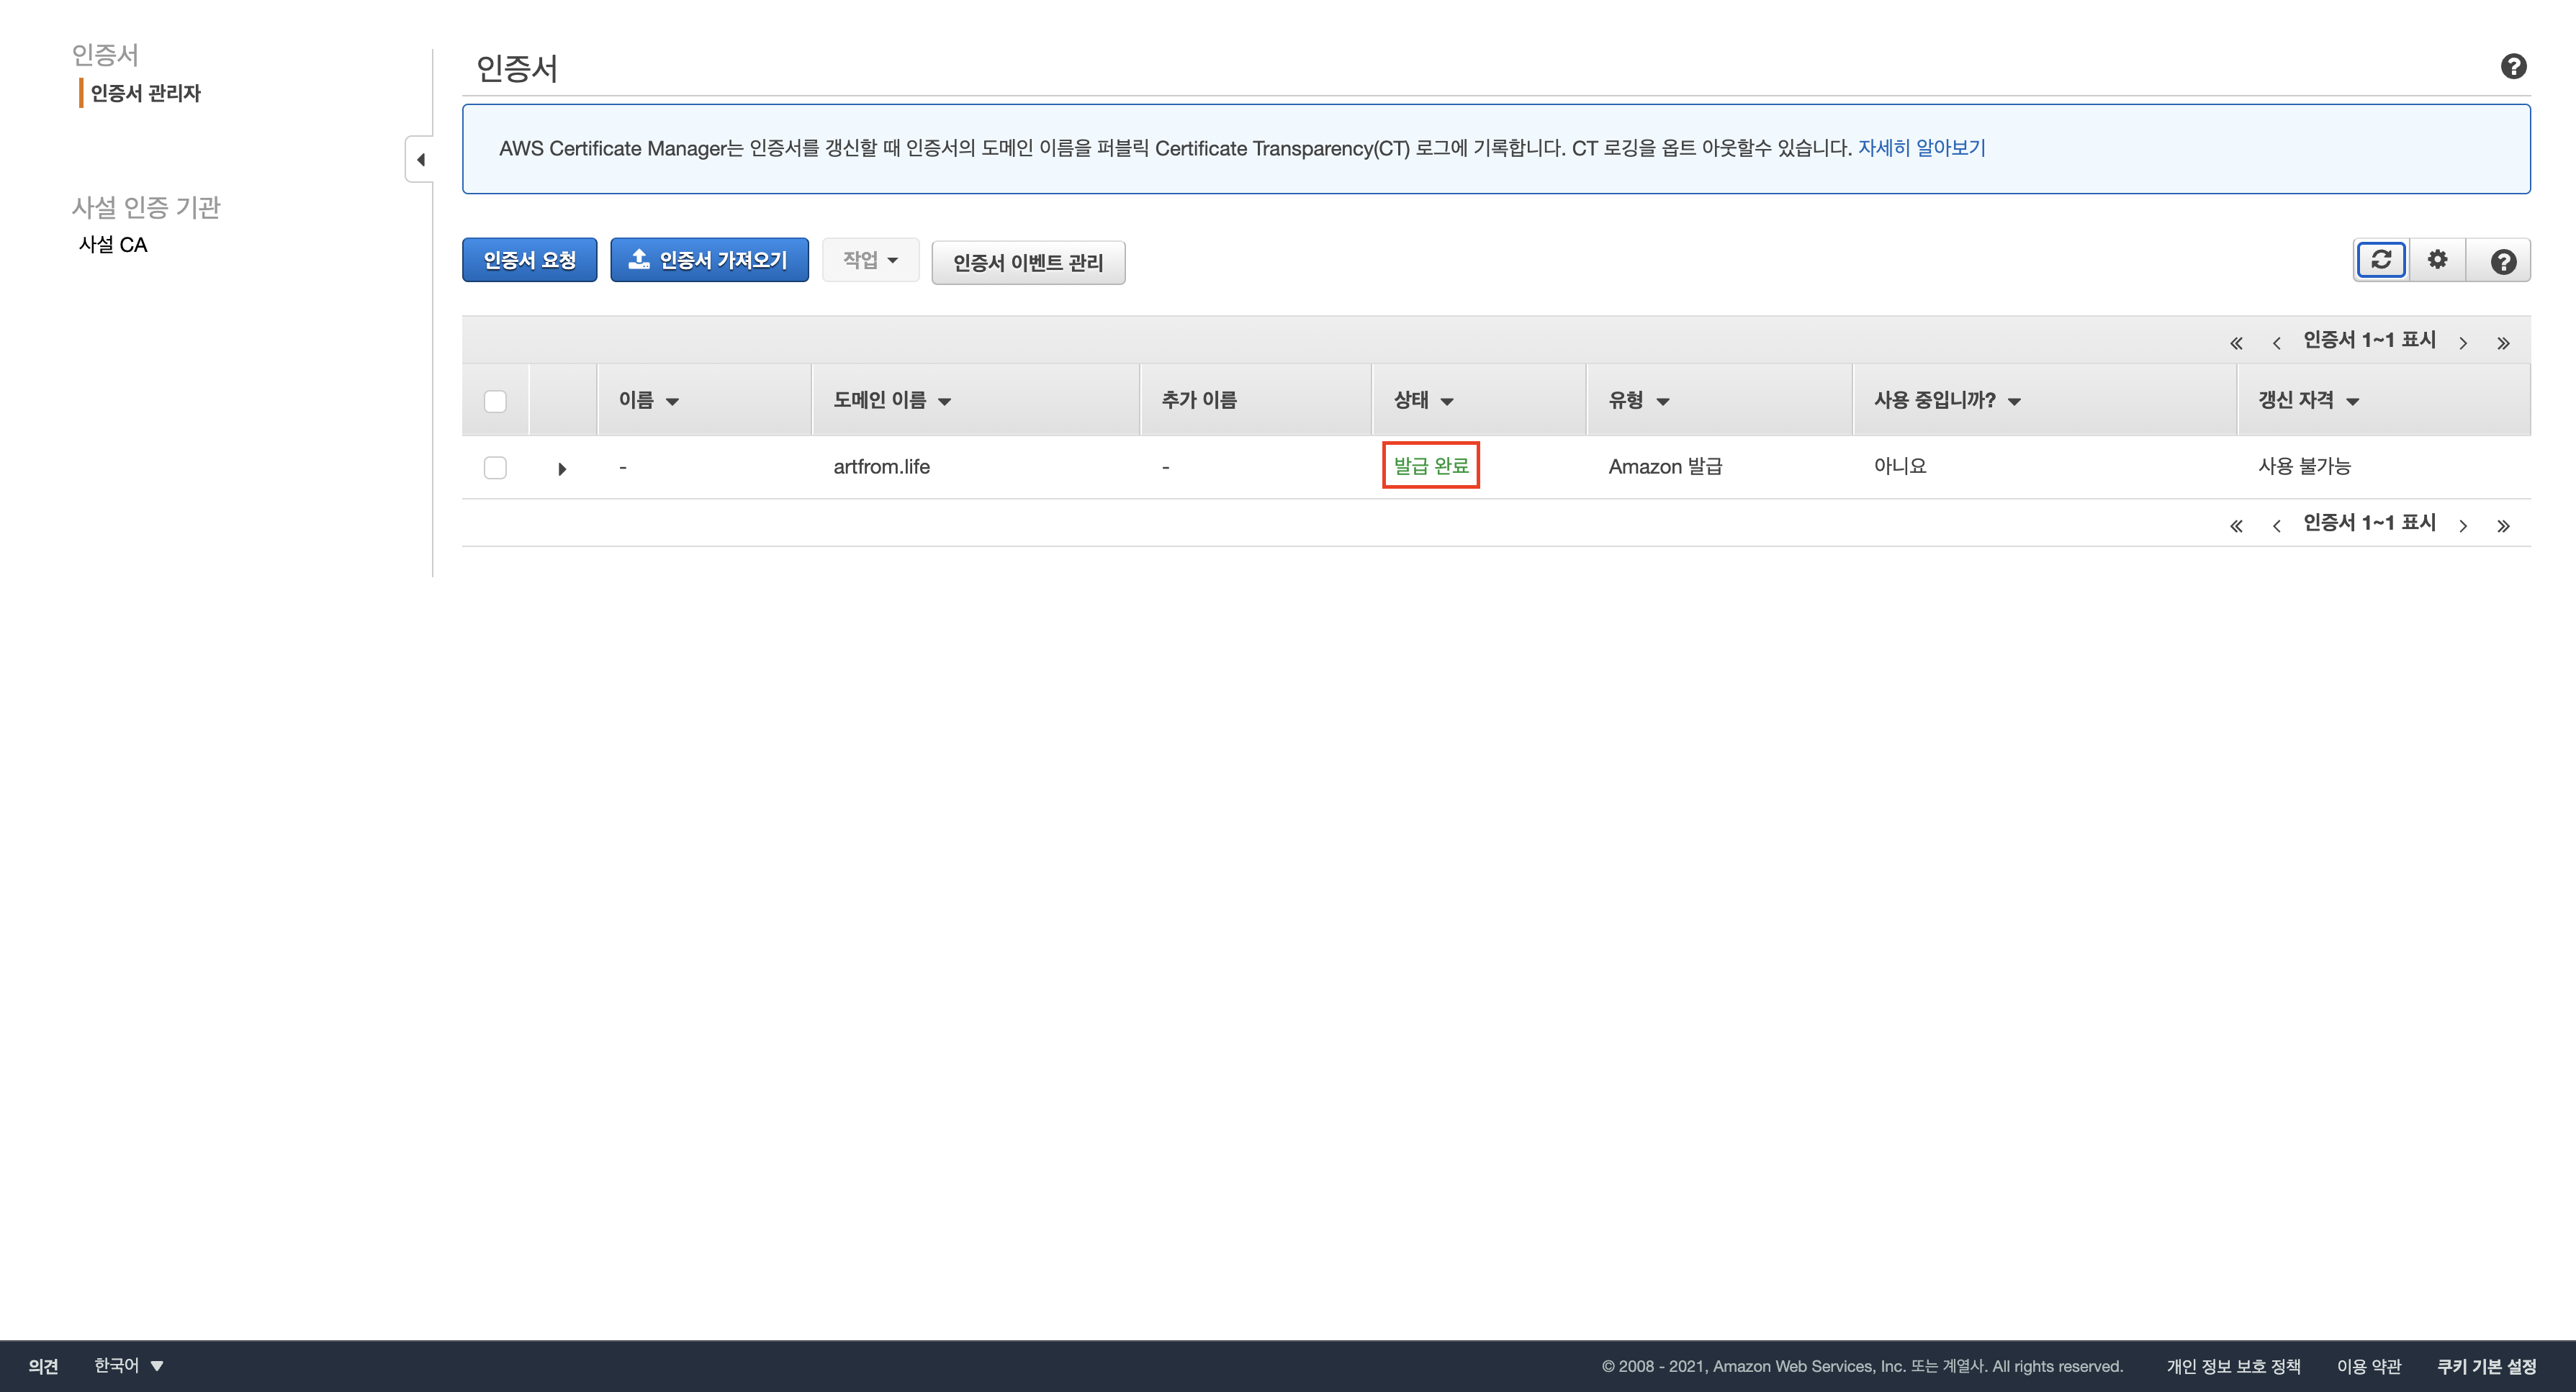 인증서
인증서 관리자
사설 인증 기관
사설 CA
인증서
AWS Certificate Manager는 인증서를 갱신할 때 인증서의 도메인 이름을 퍼블릭 Certificate Transparency(CT) 로그에 기록합니다. CT 로깅을 옵트 아웃할수 있습니다. 자세히 알아보기
인증서 요청 인증서 가져오기 작업 인증서 이벤트 관리
« ‹ 인증서 1~1 표시 › »
이름 도메인 이름 추가 이름 상태 유형 사용 중입니까? 갱신 자격
- artfrom.life - 발급 완료 Amazon 발급 아니요 사용 불가능
« ‹ 인증서 1~1 표시 › »
의견 한국어 © 2008 - 2021, Amazon Web Services, Inc. 또는 계열사. All rights reserved. 개인 정보 보호 정책 이용 약관 쿠키 기본 설정